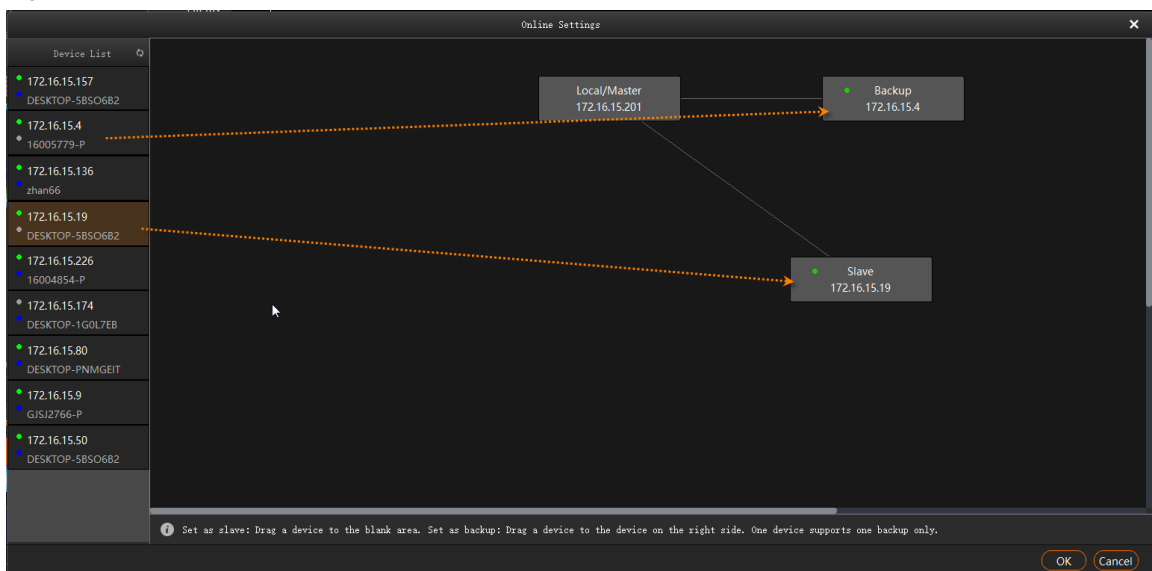 Online Settings
Device List
172.16.15.157
DESKTOP-5BSO6B2
172.16.15.4
16005779-P
172.16.15.136
zhan66
172.16.15.19
DESKTOP-5BSO6B2
172.16.15.226
16004854-P
172.16.15.174
DESKTOP-1G0L7EB
172.16.15.80
DESKTOP-PNMGEIT
172.16.15.9
GJSJ2766-P
172.16.15.50
DESKTOP-5BSO6B2
Local/Master
172.16.15.201
Backup
172.16.15.4
Slave
172.16.15.19
Set as slave: Drag a device to the blank area. Set as backup: Drag a device to the device on the right side. One device supports one backup only.
OK
Cancel